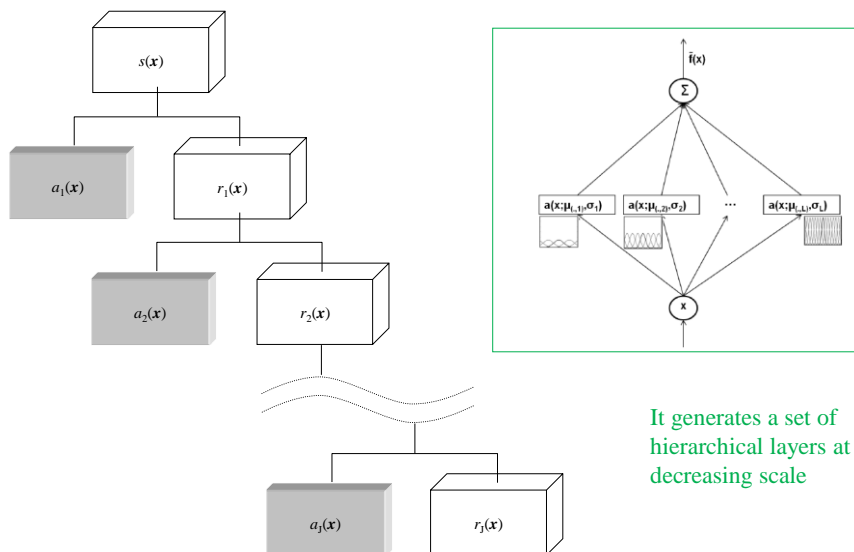 s(x)
a₁(x)
r₁(x)
a₂(x)
r₂(x)
aJ(x)
rJ(x)
f̃(x)
Σ
a(x;μ(.,1),σ₁)
a(x;μ(.,2),σ₂)
...
a(x;μ(.,L),σL)
x
It generates a set of
hierarchical layers at
decreasing scale